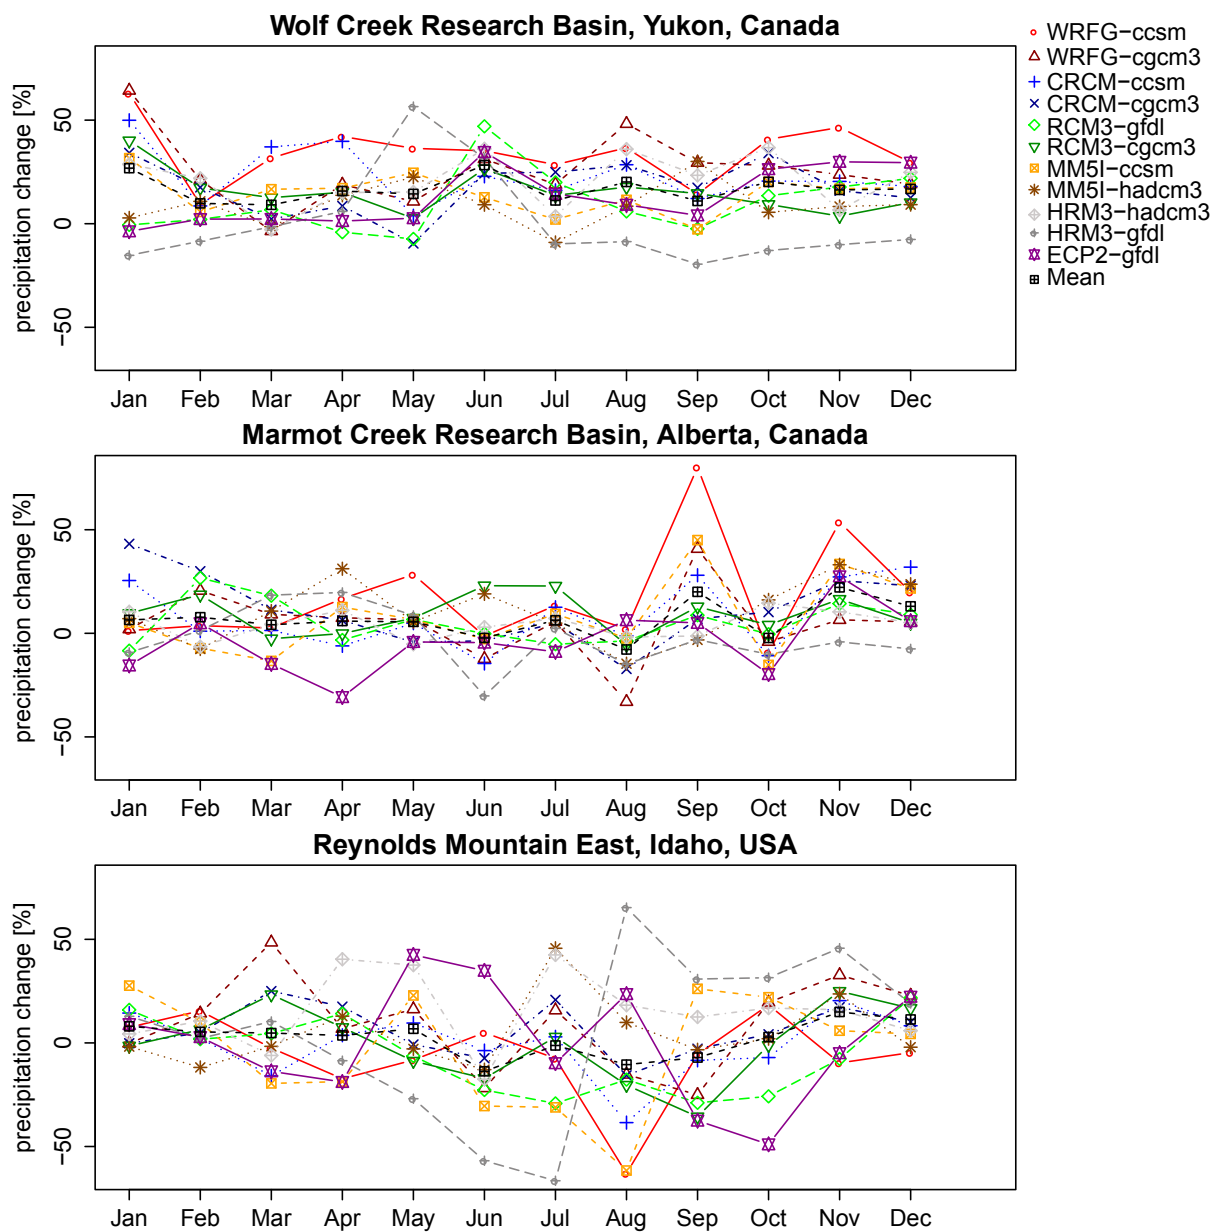 Wolf Creek Research Basin, Yukon, Canada
precipitation change [%]
50
0
−50
Jan Feb Mar Apr May Jun Jul Aug Sep Oct Nov Dec
WRFG−ccsm
WRFG−cgcm3
CRCM−ccsm
CRCM−cgcm3
RCM3−gfdl
RCM3−cgcm3
MM5I−ccsm
MM5I−hadcm3
HRM3−hadcm3
HRM3−gfdl
ECP2−gfdl
Mean
Marmot Creek Research Basin, Alberta, Canada
precipitation change [%]
50
0
−50
Jan Feb Mar Apr May Jun Jul Aug Sep Oct Nov Dec
Reynolds Mountain East, Idaho, USA
precipitation change [%]
50
0
−50
Jan Feb Mar Apr May Jun Jul Aug Sep Oct Nov Dec